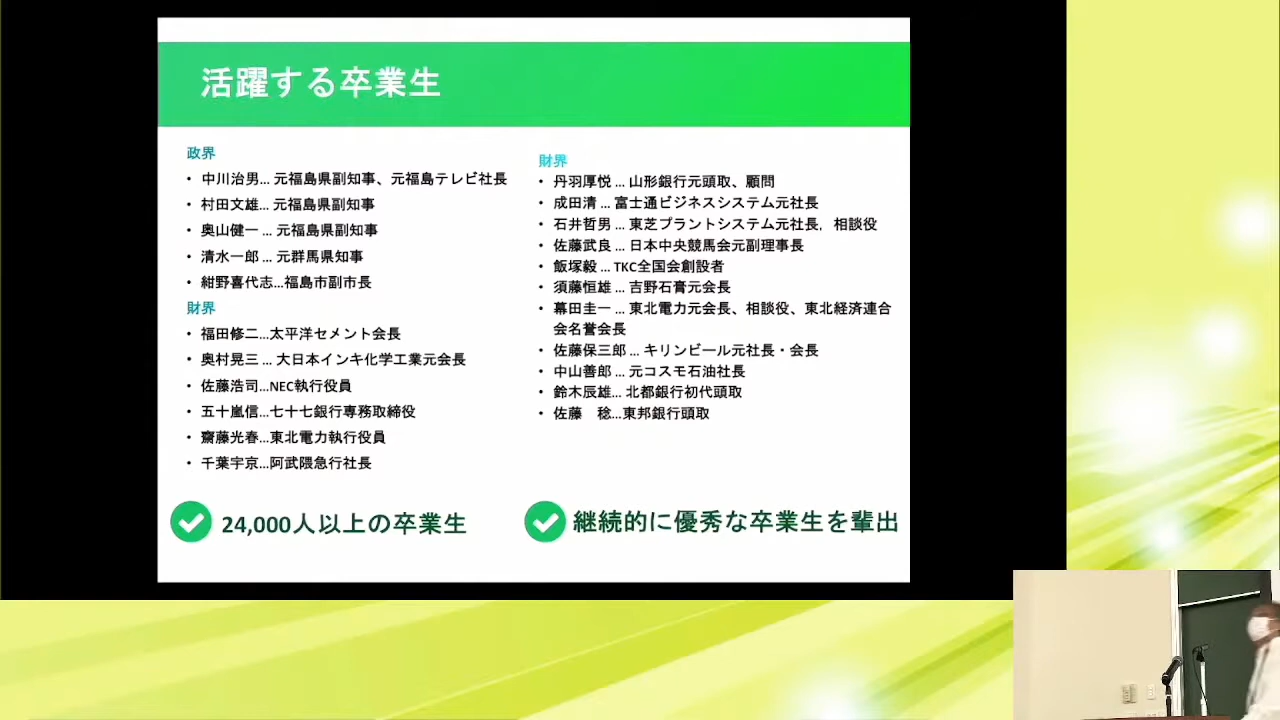 活躍する卒業生
政界
• 中川治男... 元福島県副知事、元福島テレビ社長
• 村田文雄... 元福島県副知事
• 奥山健一 ... 元福島県副知事
• 清水一郎 ... 元群馬県知事
• 紺野喜代志...福島市副市長
財界
• 福田修二...太平洋セメント会長
• 奥村晃三 ... 大日本インキ化学工業元会長
• 佐藤浩司...NEC執行役員
• 五十嵐信...七十七銀行専務取締役
• 齋藤光春...東北電力執行役員
• 千葉宇京...阿武隈急行社長
財界
• 丹羽厚悦 ... 山形銀行元頭取、顧問
• 成田清 ... 富士通ビジネスシステム元社長
• 石井哲男 ... 東芝プラントシステム元社長, 相談役
• 佐藤武良 ... 日本中央競馬会元副理事長
• 飯塚毅 ... TKC全国会創設者
• 須藤恒雄 ... 吉野石膏元会長
• 幕田圭一 ... 東北電力元会長、相談役、東北経済連合
会名誉会長
• 佐藤保三郎 ... キリンビール元社長・会長
• 中山善郎 ... 元コスモ石油社長
• 鈴木辰雄... 北都銀行初代頭取
• 佐藤　稔...東邦銀行頭取
24,000人以上の卒業生
継続的に優秀な卒業生を輩出